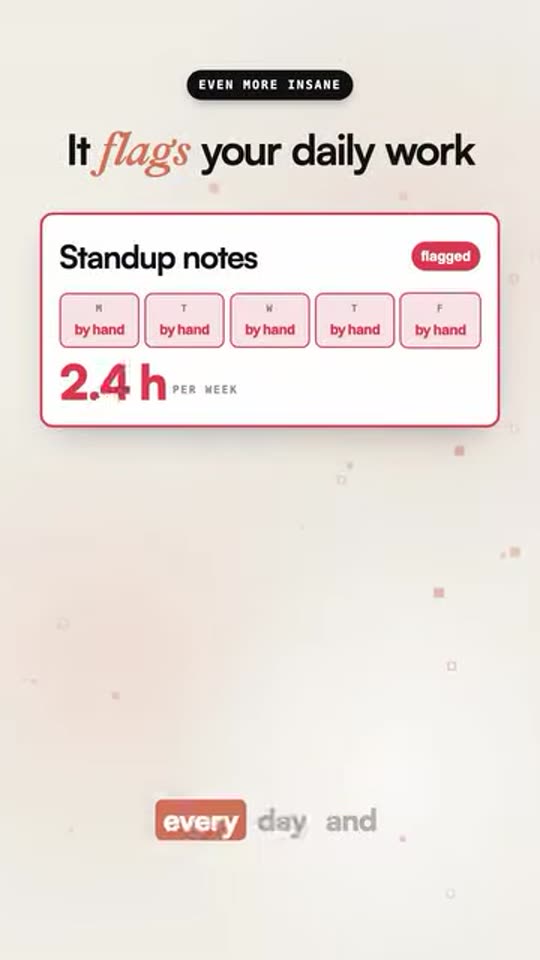 EVEN MORE INSANE
It flags your daily work
Standup notes
flagged
M T W T F
by hand by hand by hand by hand by hand
2.4 h PER WEEK
every day and